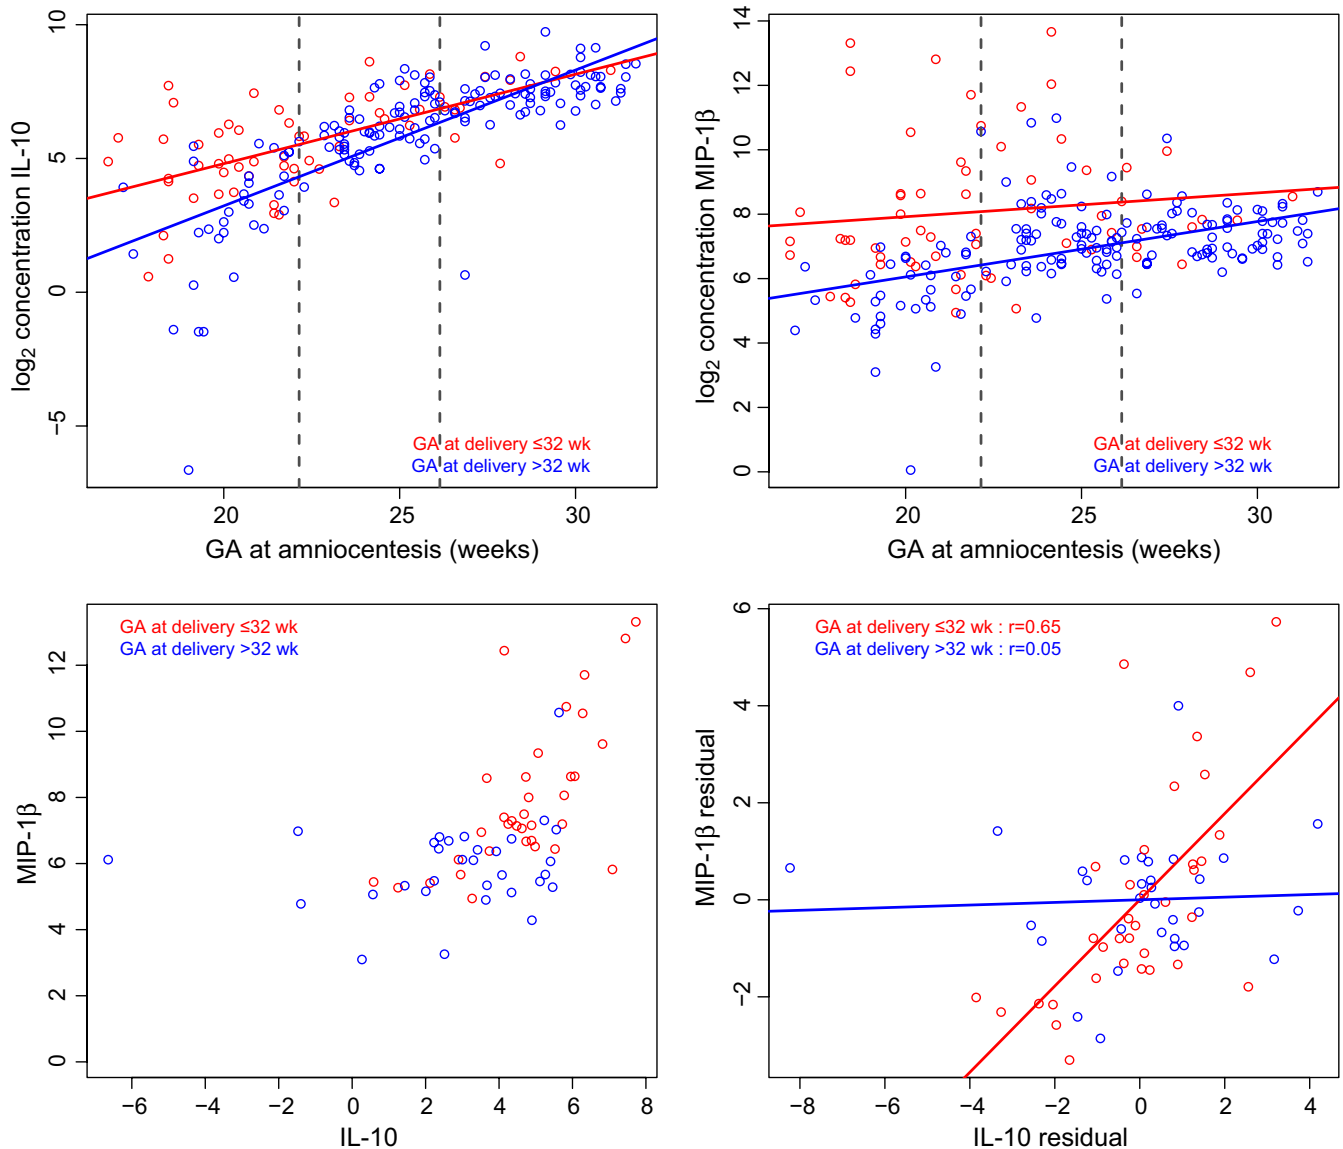 log₂ concentration IL-10
10
5
0
−5
GA at delivery ≤32 wk
GA at delivery >32 wk
20 25 30
GA at amniocentesis (weeks)
log₂ concentration MIP-1β
14
12
10
8
6
4
2
0
GA at delivery ≤32 wk
GA at delivery >32 wk
20 25 30
GA at amniocentesis (weeks)
MIP-1β
12
10
8
6
4
2
0
GA at delivery ≤32 wk
GA at delivery >32 wk
−6 −4 −2 0 2 4 6 8
IL-10
MIP-1β residual
6
4
2
0
−2
GA at delivery ≤32 wk : r=0.65
GA at delivery >32 wk : r=0.05
−8 −6 −4 −2 0 2 4
IL-10 residual